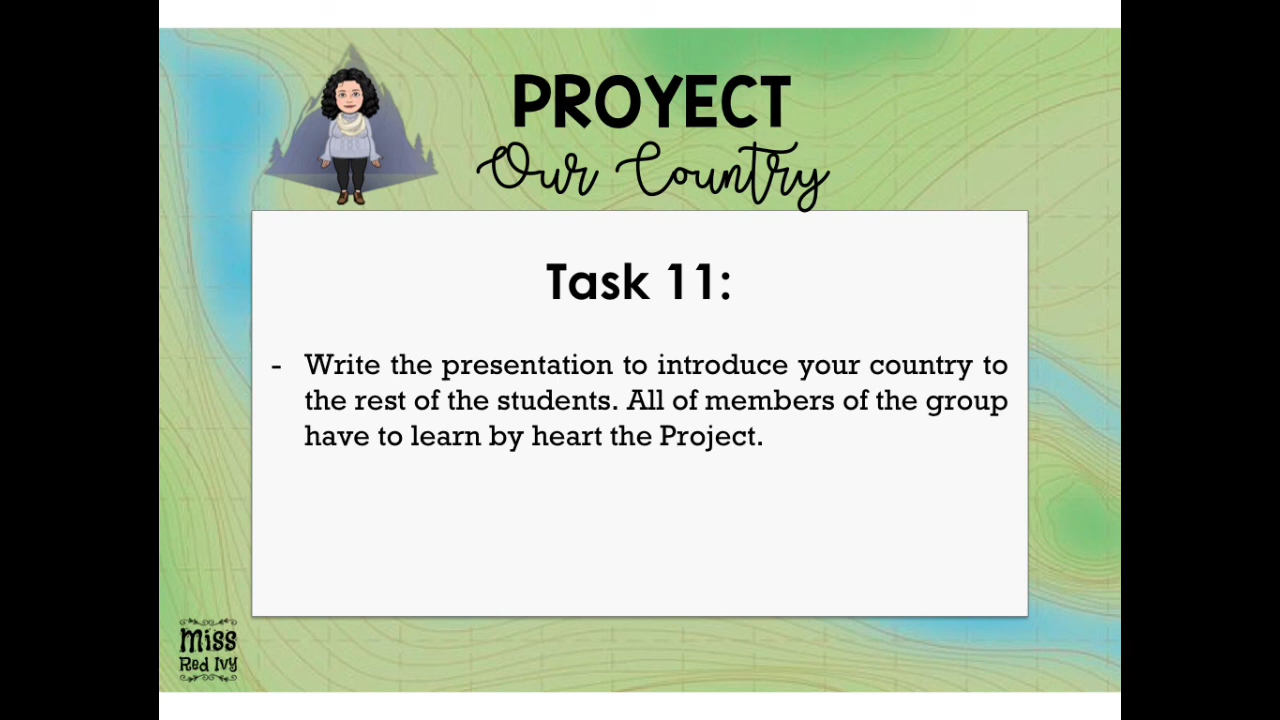 PROYECT
Our Country
Task 11:
- Write the presentation to introduce your country to
the rest of the students. All of members of the group
have to learn by heart the Project.
Miss
Red Ivy